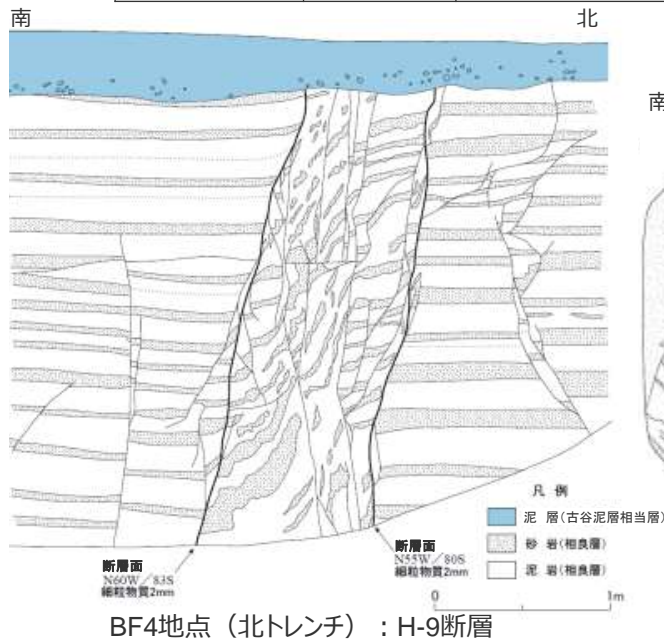 南
北
南
凡 例
泥 層(古谷泥層相当層)
砂 岩(相良層)
泥 岩(相良層)
断層面
N60W/83S
細粒物質2mm
断層面
N55W/80S
細粒物質2mm
0 1m
BF4地点（北トレンチ）：H-9断層